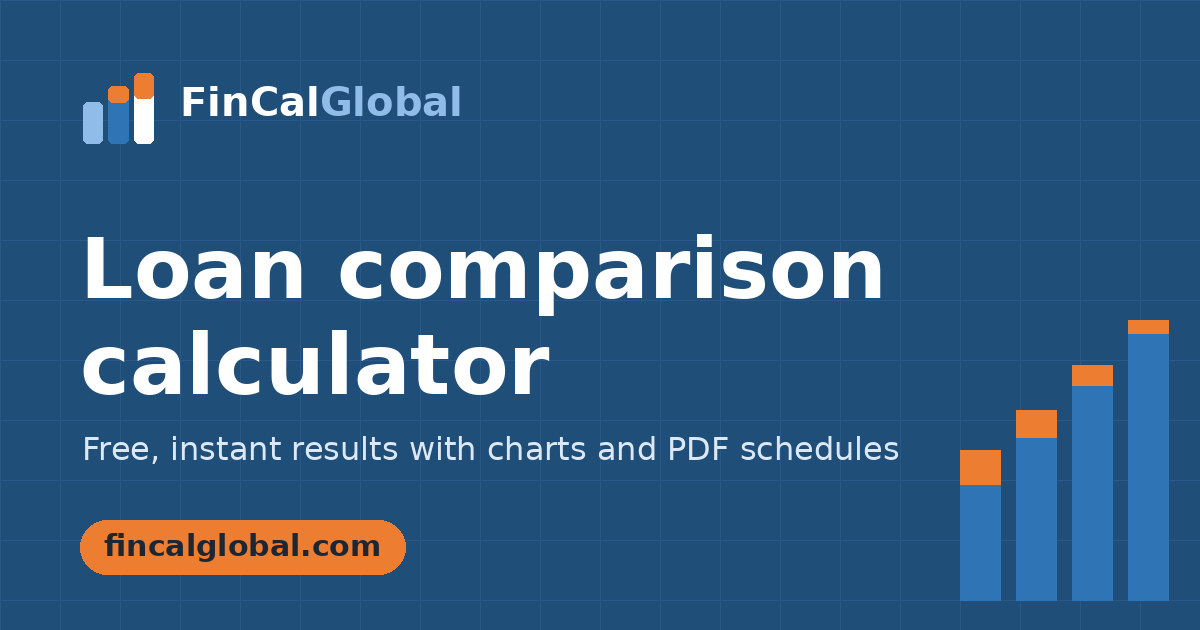 FinCalGlobal
Loan comparison
calculator
Free, instant results with charts and PDF schedules
fincalglobal.com